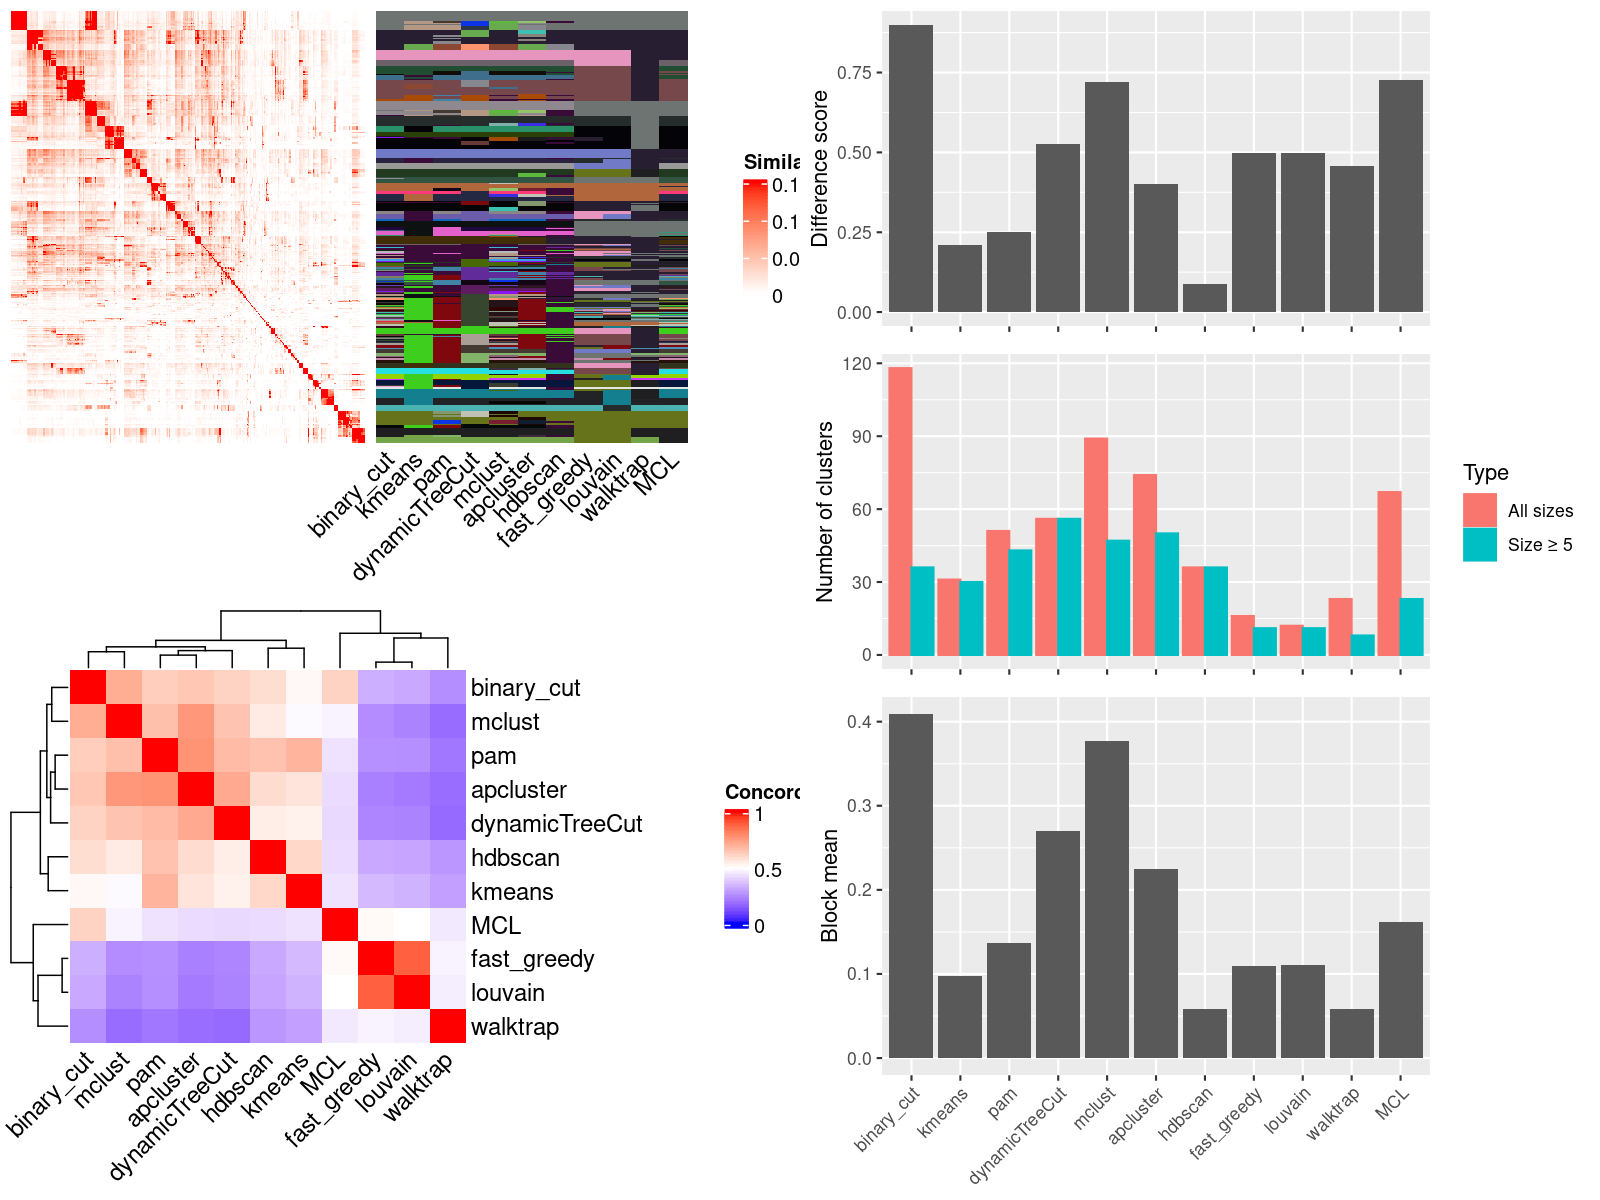 Simila
0.1
0.1
0.0
0
binary_cut
kmeans
pam
dynamicTreeCut
mclust
apcluster
hdbscan
fast_greedy
louvain
walktrap
MCL
binary_cut
mclust
pam
apcluster
dynamicTreeCut
hdbscan
kmeans
MCL
fast_greedy
louvain
walktrap
binary_cut
mclust
pam
apcluster
dynamicTreeCut
hdbscan
kmeans
MCL
fast_greedy
louvain
walktrap
Concord
1
0.5
0
Difference score
0.75
0.50
0.25
0.00
Number of clusters
120
90
60
30
0
Type
All sizes
Size ≥ 5
Block mean
0.4
0.3
0.2
0.1
0.0
binary_cut
kmeans
pam
dynamicTreeCut
mclust
apcluster
hdbscan
fast_greedy
louvain
walktrap
MCL